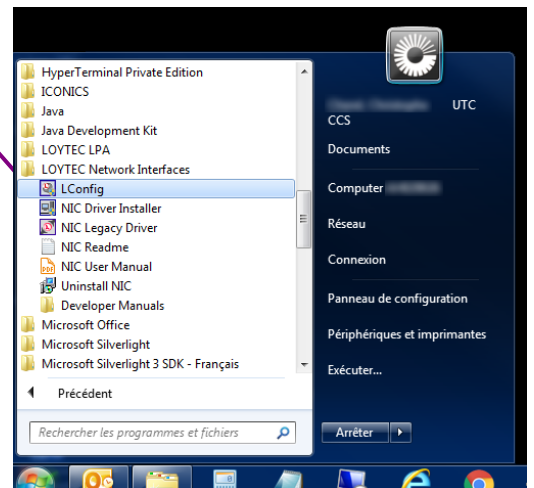 HyperTerminal Private Edition
ICONICS
Java
Java Development Kit
LOYTEC LPA
LOYTEC Network Interfaces
LConfig
NIC Driver Installer
NIC Legacy Driver
NIC Readme
NIC User Manual
Uninstall NIC
Developer Manuals
Microsoft Office
Microsoft Silverlight
Microsoft Silverlight 3 SDK - Français
Précédent
Rechercher les programmes et fichiers
UTC
CCS
Documents
Computer
Réseau
Connexion
Panneau de configuration
Périphériques et imprimantes
Exécuter...
Arrêter